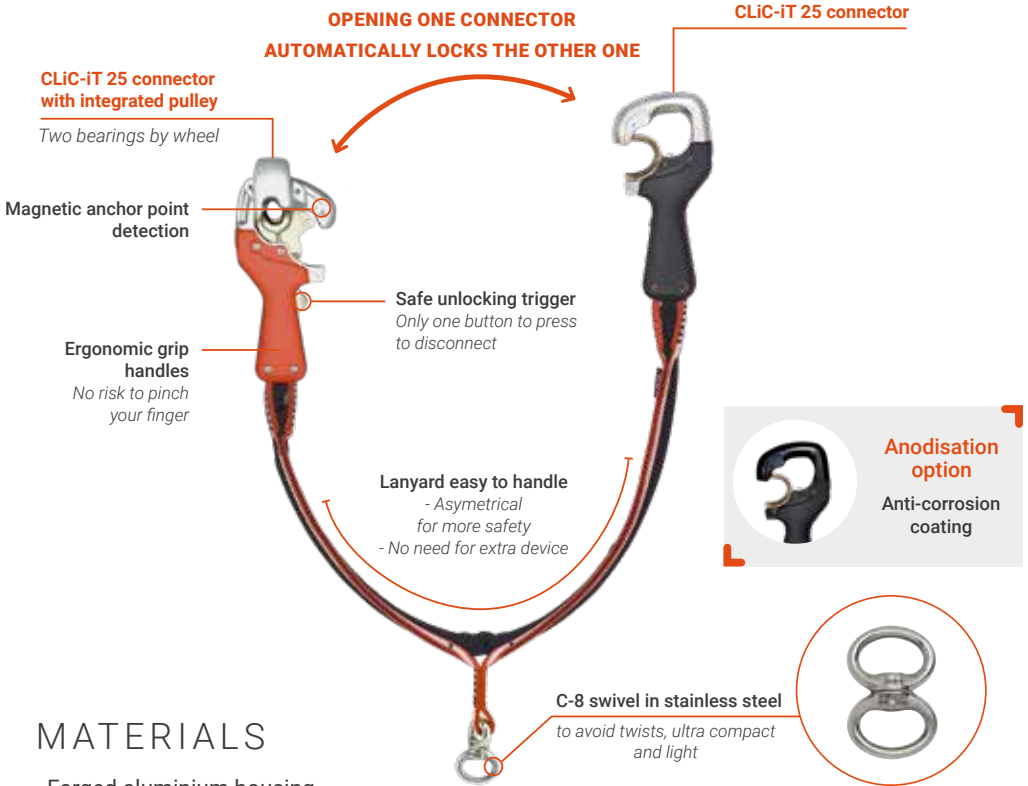 OPENING ONE CONNECTOR
AUTOMATICALLY LOCKS THE OTHER ONE
CLiC-iT 25 connector
CLiC-iT 25 connector
with integrated pulley
Two bearings by wheel
Magnetic anchor point
detection
Safe unlocking trigger
Only one button to press
to disconnect
Ergonomic grip
handles
No risk to pinch
your finger
Lanyard easy to handle
- Asymetrical
for more safety
- No need for extra device
Anodisation
option
Anti-corrosion
coating
C-8 swivel in stainless steel
to avoid twists, ultra compact
and light
MATERIALS
Forged aluminium housing